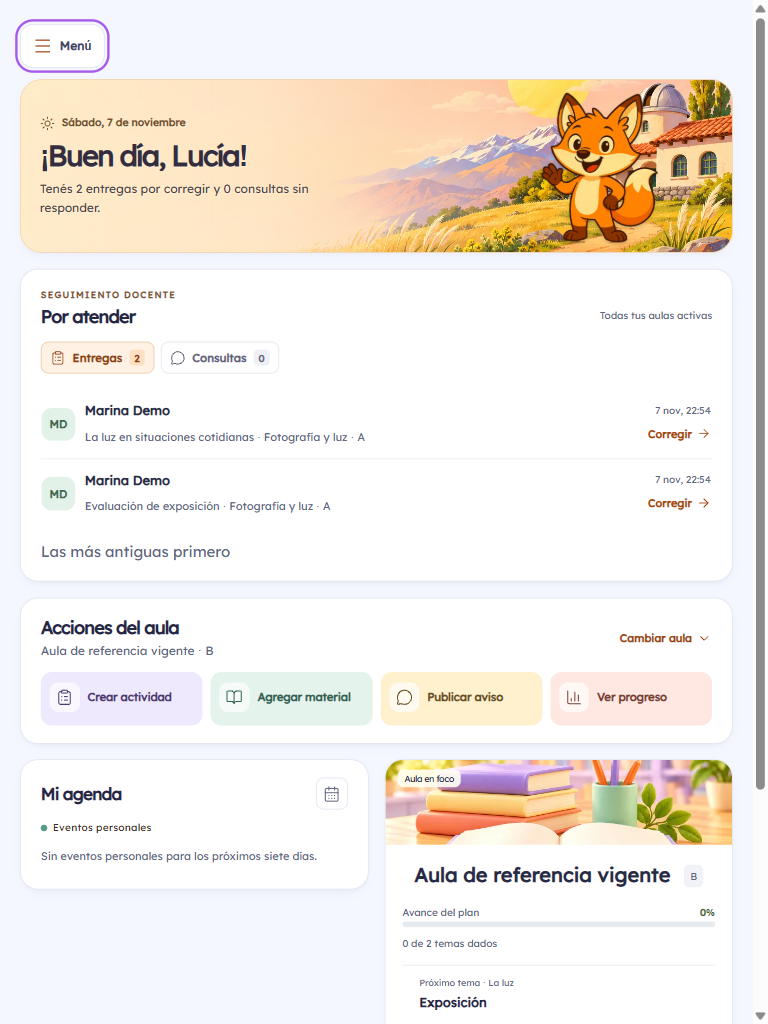 Menú
Sábado, 7 de noviembre
¡Buen día, Lucía!
Tenés 2 entregas por corregir y 0 consultas sin
responder.
SEGUIMIENTO DOCENTE
Por atender
Todas tus aulas activas
Entregas 2
Consultas 0
MD
Marina Demo
7 nov, 22:54
La luz en situaciones cotidianas · Fotografía y luz · A
Corregir
MD
Marina Demo
7 nov, 22:54
Evaluación de exposición · Fotografía y luz · A
Corregir
Las más antiguas primero
Acciones del aula
Aula de referencia vigente · B
Cambiar aula
Crear actividad
Agregar material
Publicar aviso
Ver progreso
Mi agenda
Eventos personales
Sin eventos personales para los próximos siete días.
Aula en foco
Aula de referencia vigente B
Avance del plan 0%
0 de 2 temas dados
Próximo tema · La luz
Exposición